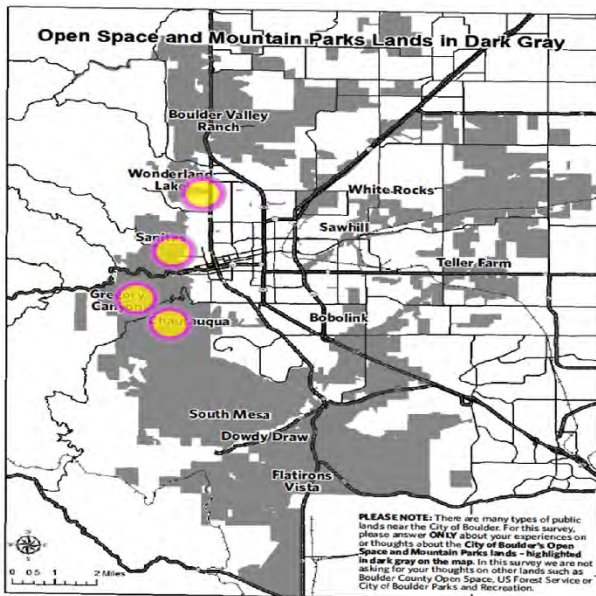 Open Space and Mountain Parks Lands in Dark Gray
Boulder Valley
Ranch
Wonderland
Lake
White Rocks
Sawhill
Sanitas
Teller Farm
Gregory
Canyon
Bobolink
Chautauqua
South Mesa
Dowdy Draw
Flatirons
Vista
PLEASE NOTE: There are many types of public
lands near the City of Boulder. For this survey,
please answer ONLY about your experiences on
or thoughts about the City of Boulder's Open
Space and Mountain Parks lands - highlighted
in dark gray on the map. In this survey we are not
asking for your thoughts on other lands such as
Boulder County Open Space, US Forest Service or
City of Boulder Parks and Recreation.
0 0.5 1 2 Miles